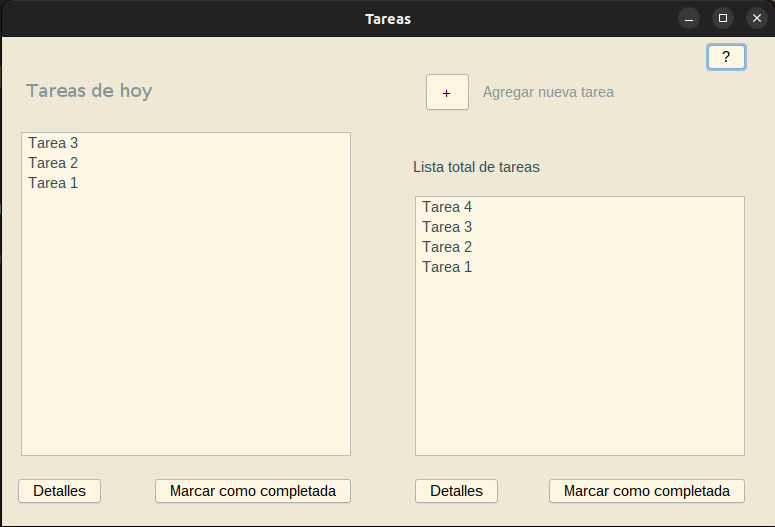 Tareas
?
Tareas de hoy
+ Agregar nueva tarea
Tarea 3
Tarea 2
Tarea 1
Lista total de tareas
Tarea 4
Tarea 3
Tarea 2
Tarea 1
Detalles Marcar como completada
Detalles Marcar como completada